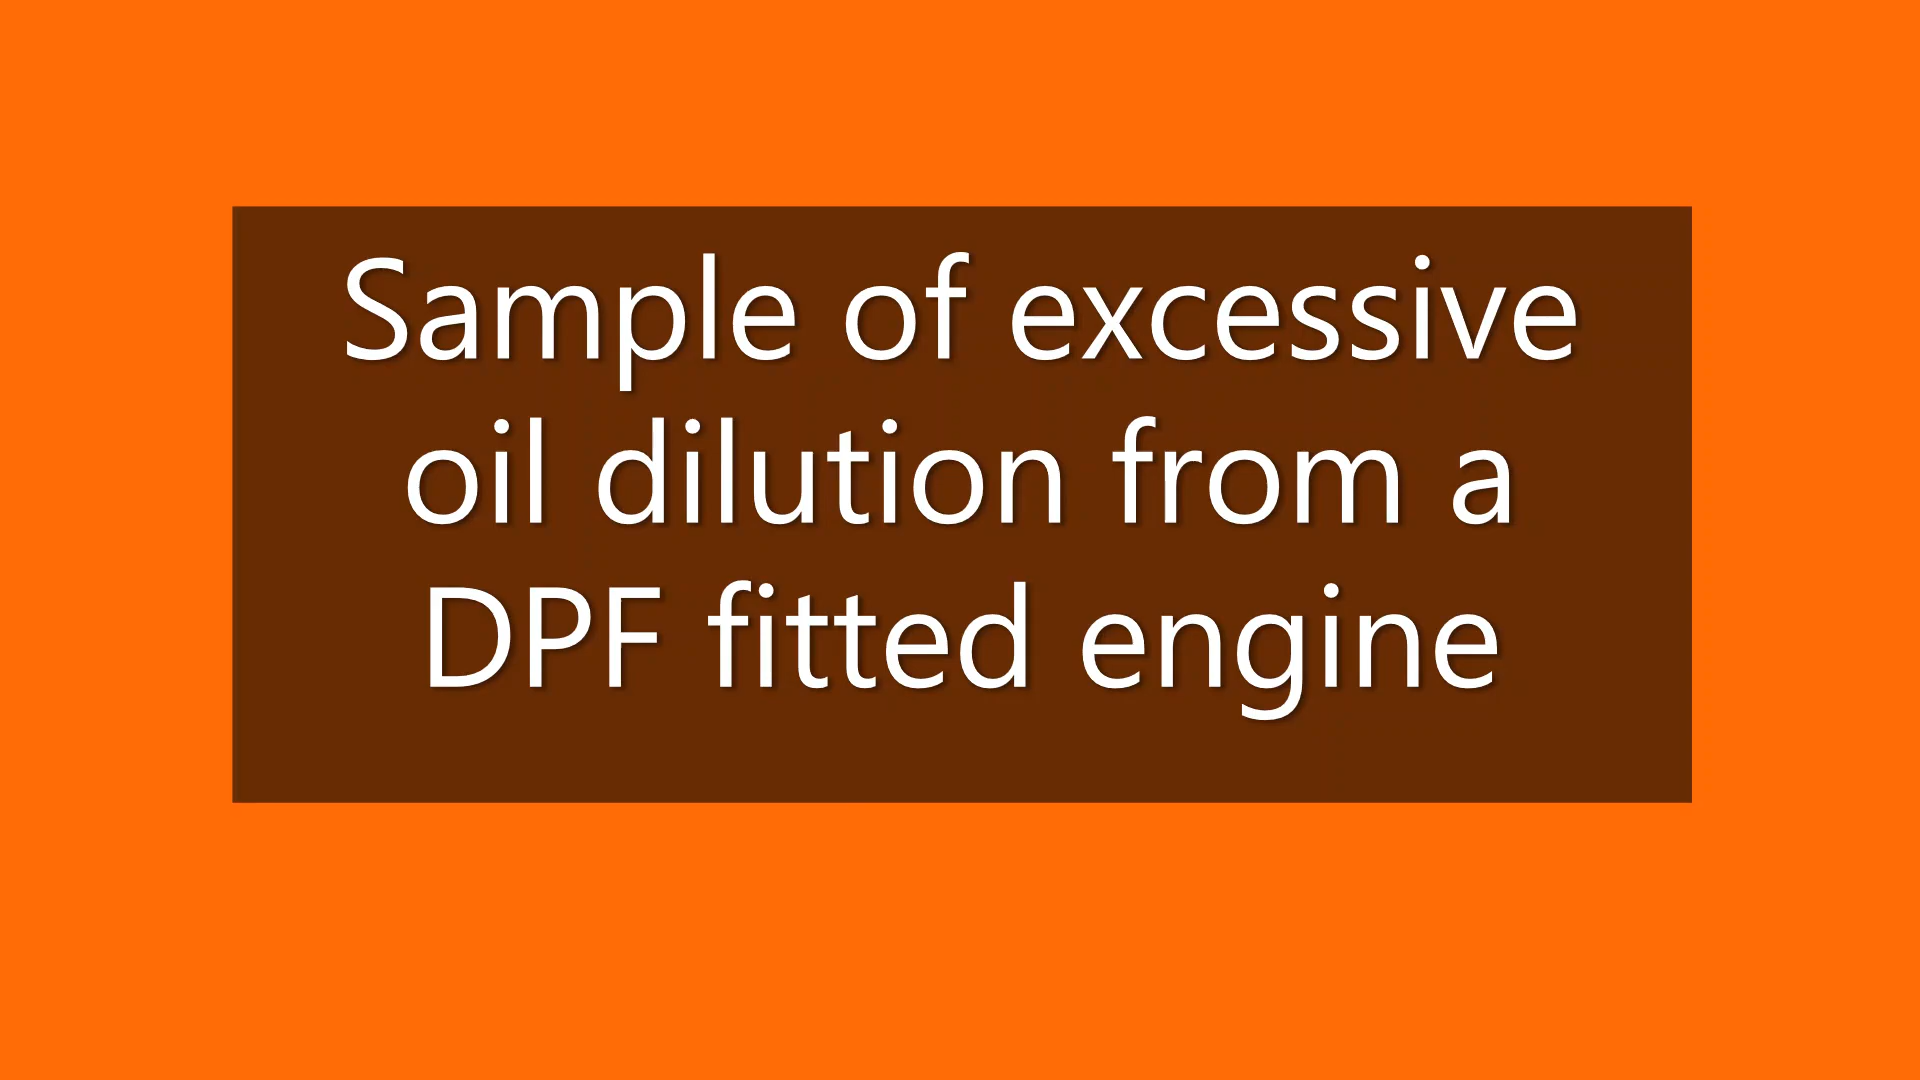 Sample of excessive
oil dilution from a
DPF fitted engine